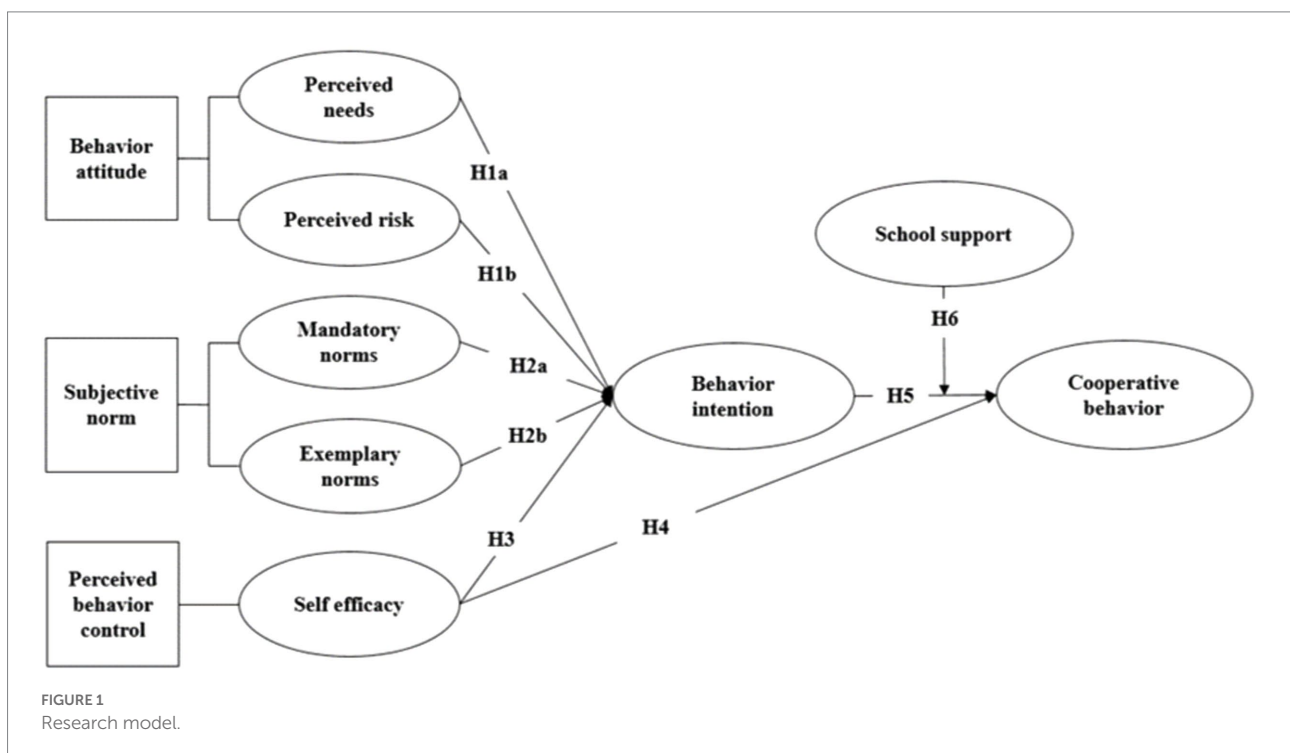 Behavior
attitude
Perceived
needs
Perceived risk
H1a
H1b
Subjective
norm
Mandatory
norms
Exemplary
norms
H2a
H2b
Perceived
behavior
control
Self efficacy
H3
H4
Behavior
intention
H5
School support
H6
Cooperative
behavior
FIGURE 1
Research model.